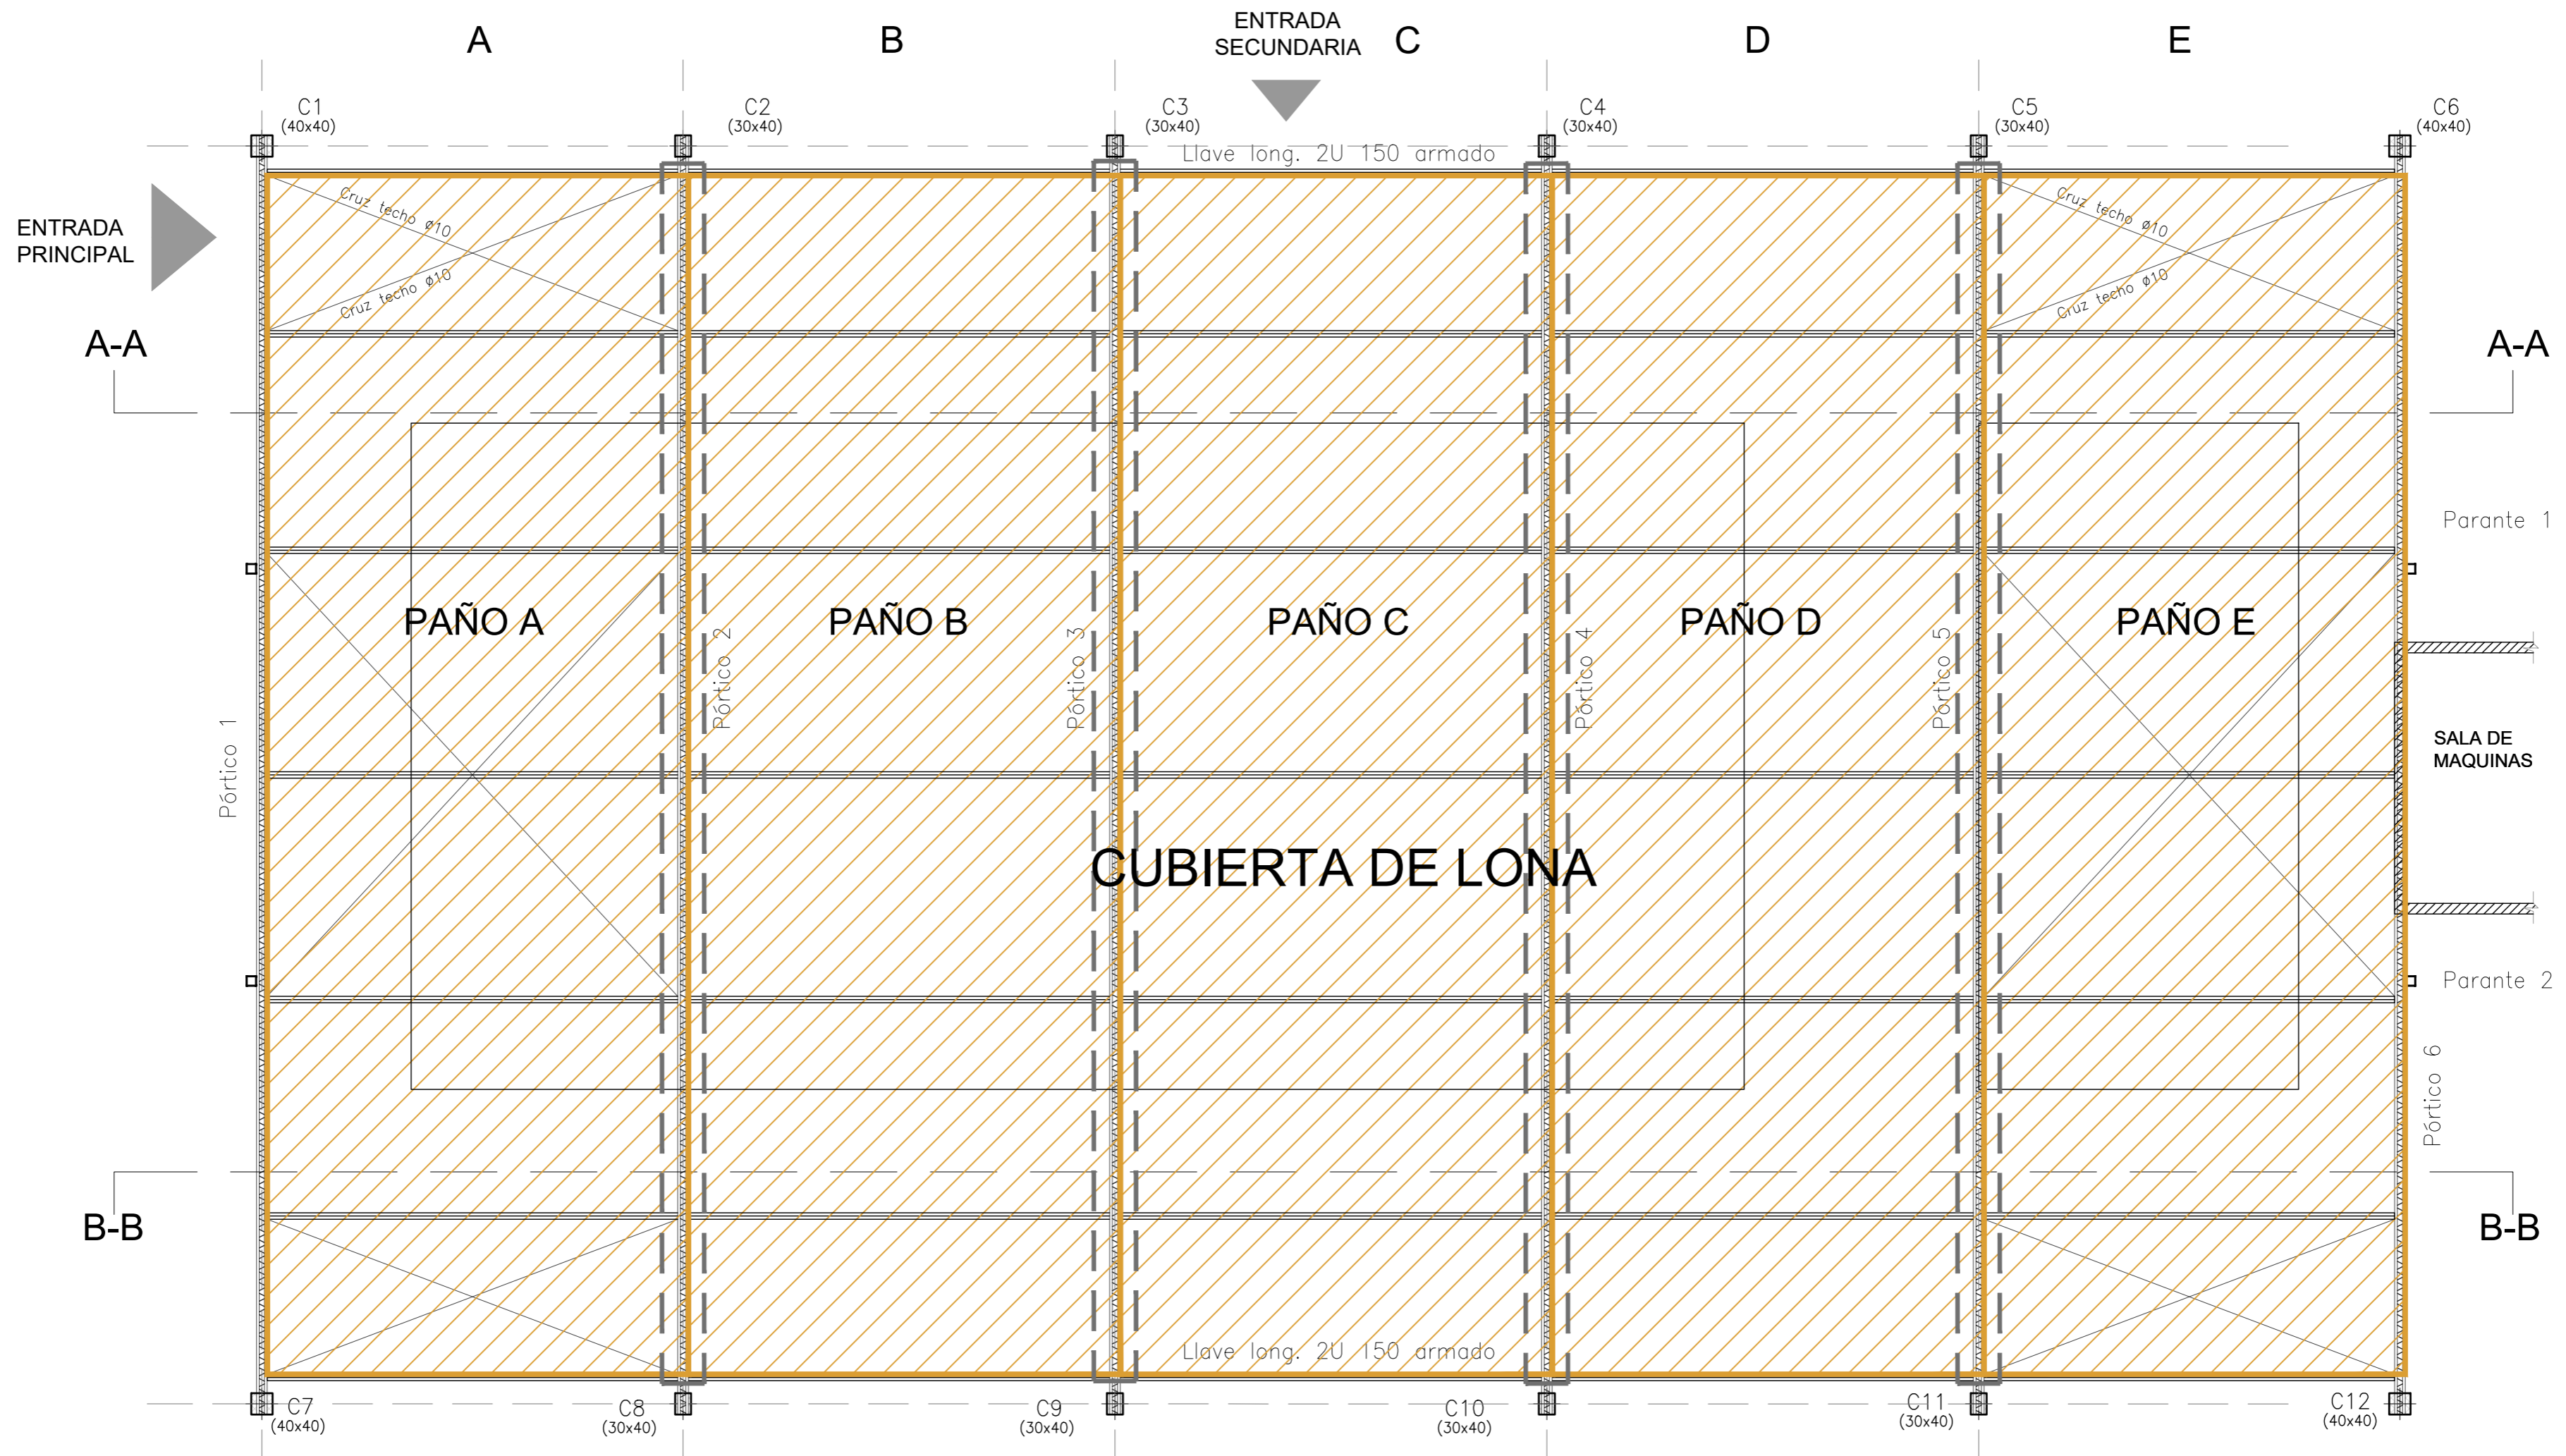 A
B
ENTRADA
SECUNDARIA
C
D
E
C1
(40x40)
C2
(30x40)
C3
(30x40)
C4
(30x40)
C5
(30x40)
C6
(40x40)
Llave long. 2U 150 armado
ENTRADA
PRINCIPAL
Cruz techo ø10
Cruz techo ø10
Cruz techo ø10
Cruz techo ø10
A-A
A-A
Parante 1
PAÑO A
PAÑO B
PAÑO C
PAÑO D
PAÑO E
Pórtico 1
Pórtico 2
Pórtico 3
Pórtico 4
Pórtico 5
SALA DE
MAQUINAS
CUBIERTA DE LONA
Parante 2
Pórtico 6
B-B
B-B
Llave long. 2U 150 armado
C7
(40x40)
C8
(30x40)
C9
(30x40)
C10
(30x40)
C11
(30x40)
C12
(40x40)